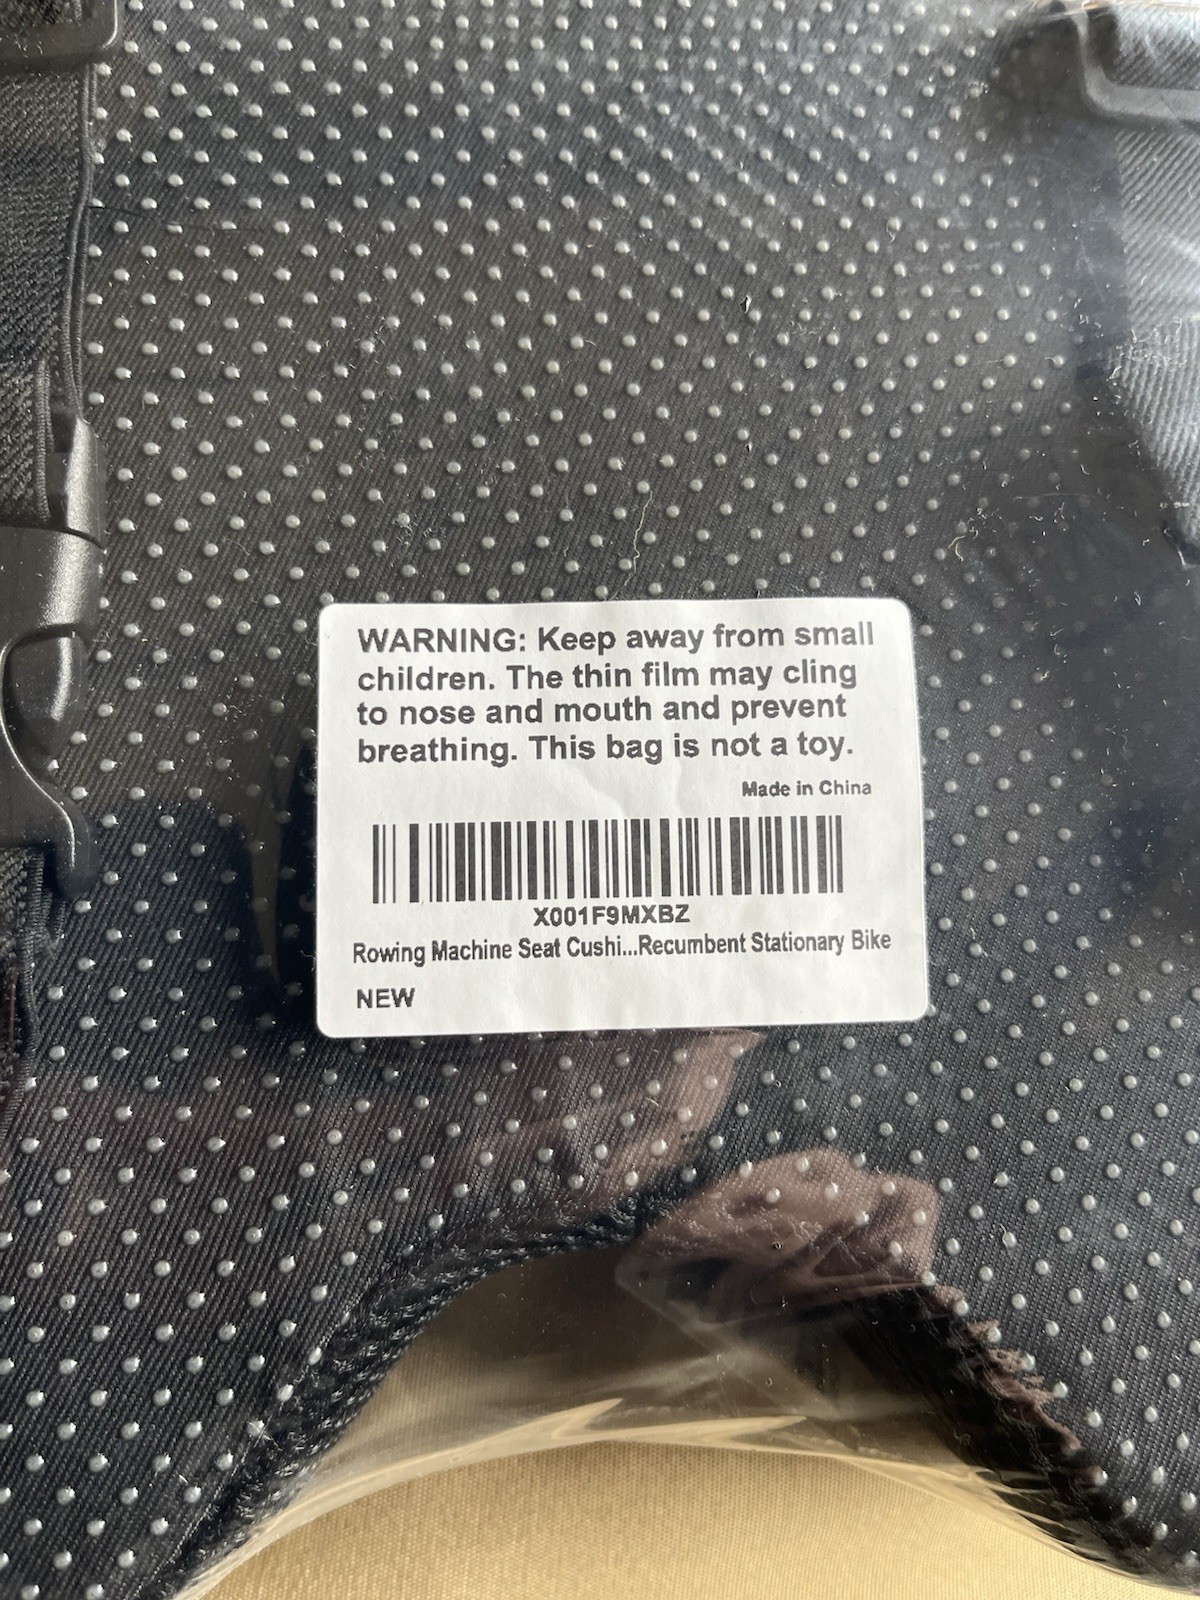 WARNING: Keep away from small
children. The thin film may cling
to nose and mouth and prevent
breathing. This bag is not a toy.
Made in China
X001F9MXBZ
Rowing Machine Seat Cushi...Recumbent Stationary Bike
NEW